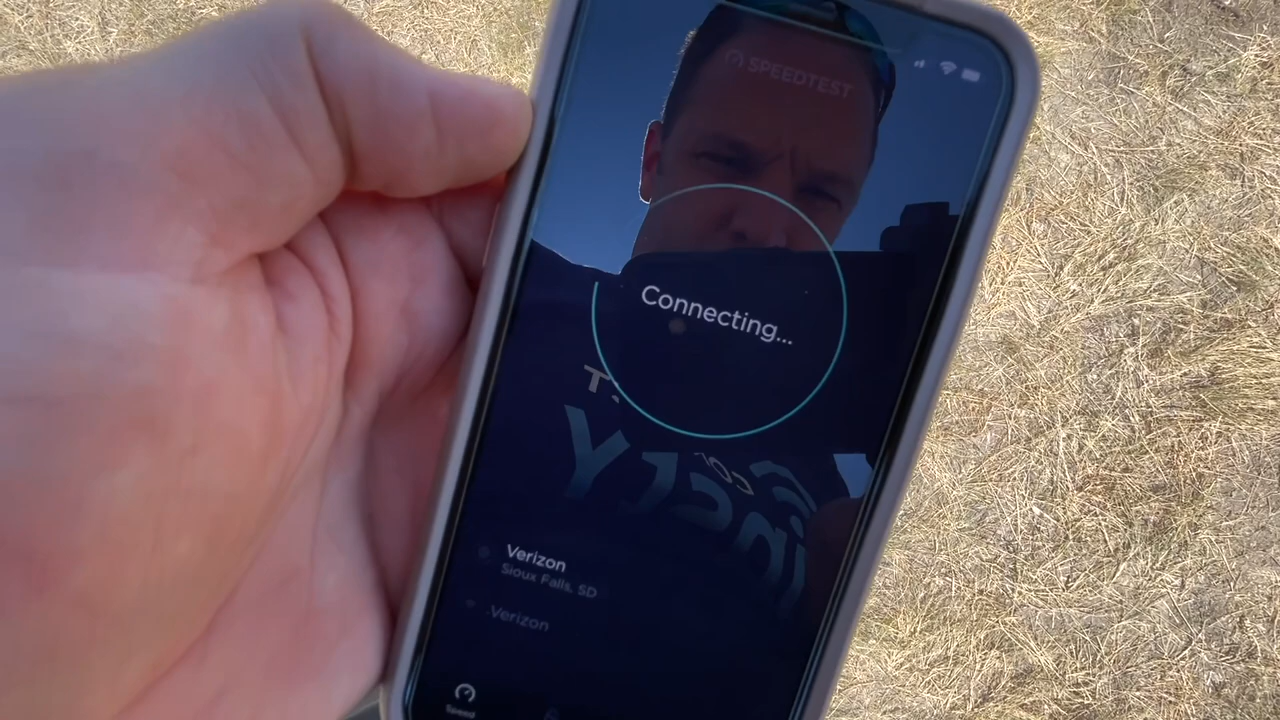 SPEEDTEST
Connecting...
Verizon
Sioux Falls, SD
Verizon
Speed